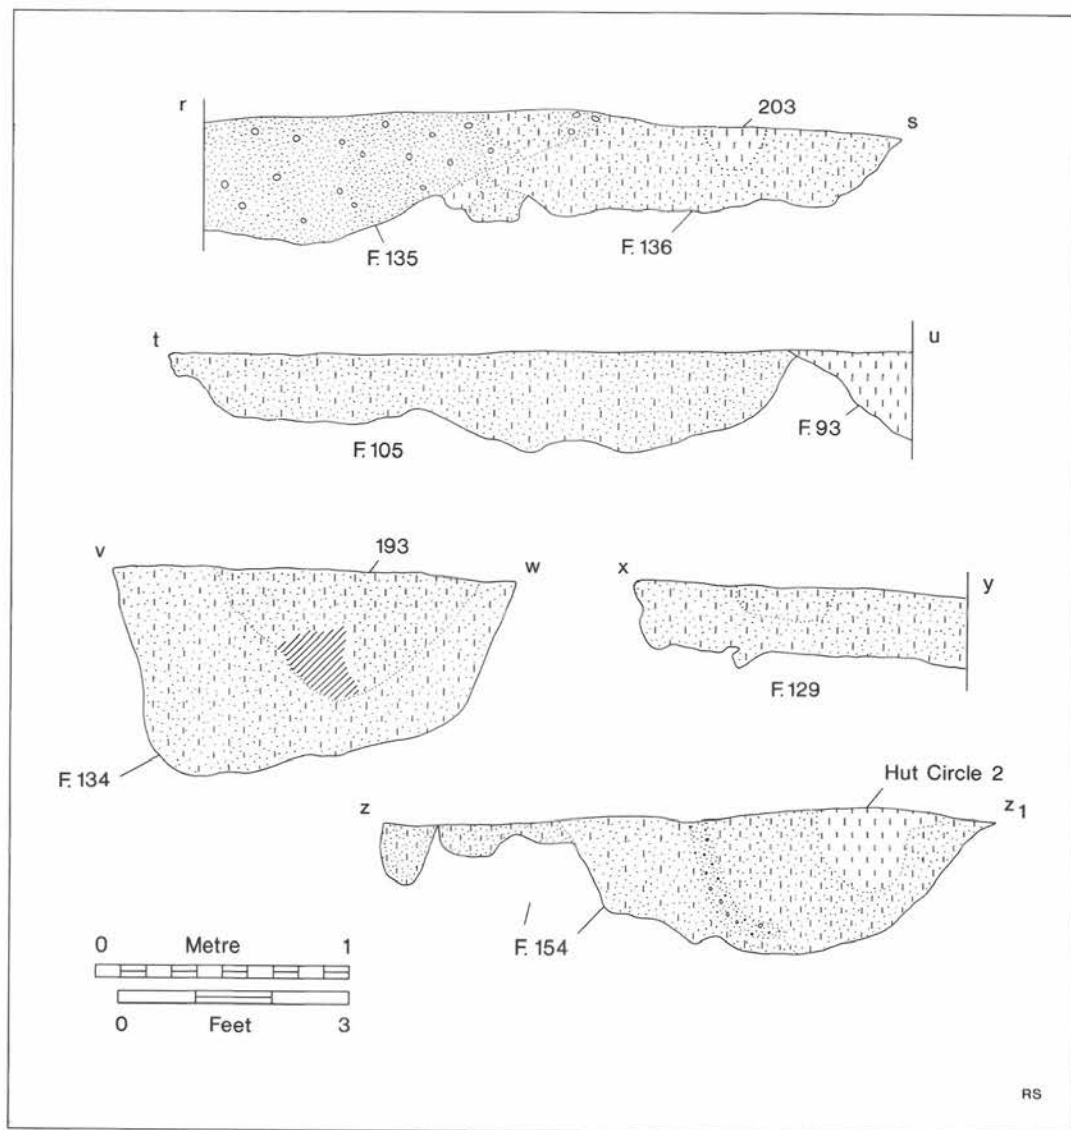 r
203
s
F. 135
F. 136
t
u
F. 105
F. 93
v
193
w
x
y
F. 129
F. 134
Hut Circle 2
z
z1
F. 154
0 Metre 1
0 Feet 3
RS